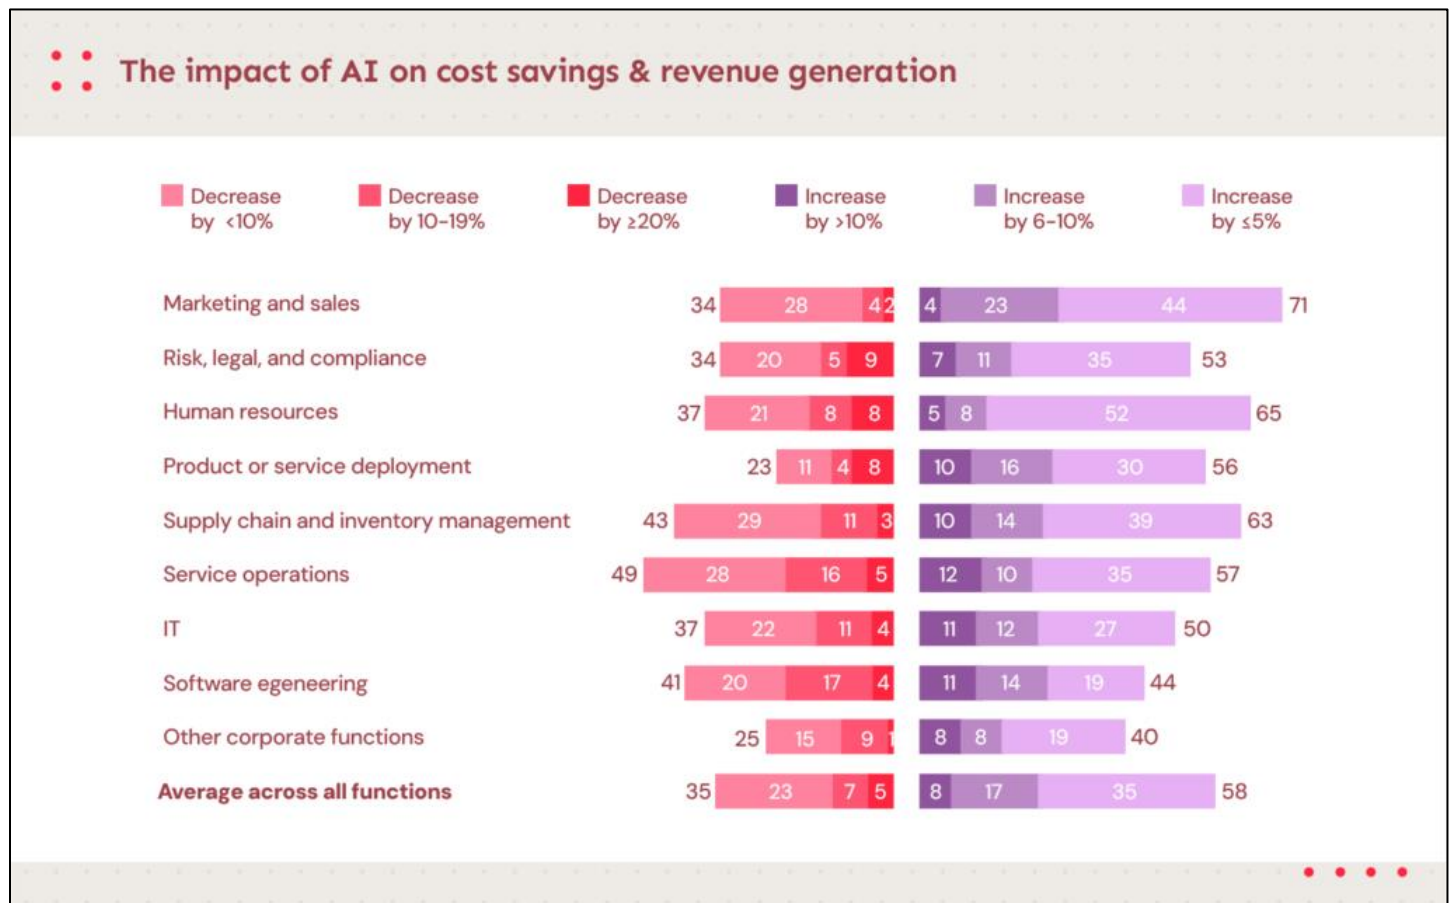 The impact of AI on cost savings & revenue generation
Decrease by <10%
Decrease by 10-19%
Decrease by ≥20%
Increase by >10%
Increase by 6-10%
Increase by ≤5%
Marketing and sales 34 28 4 2 4 23 44 71
Risk, legal, and compliance 34 20 5 9 7 11 35 53
Human resources 37 21 8 8 5 8 52 65
Product or service deployment 23 11 4 8 10 16 30 56
Supply chain and inventory management 43 29 11 3 10 14 39 63
Service operations 49 28 16 5 12 10 35 57
IT 37 22 11 4 11 12 27 50
Software egeneering 41 20 17 4 11 14 19 44
Other corporate functions 25 15 9 1 8 8 19 40
Average across all functions 35 23 7 5 8 17 35 58